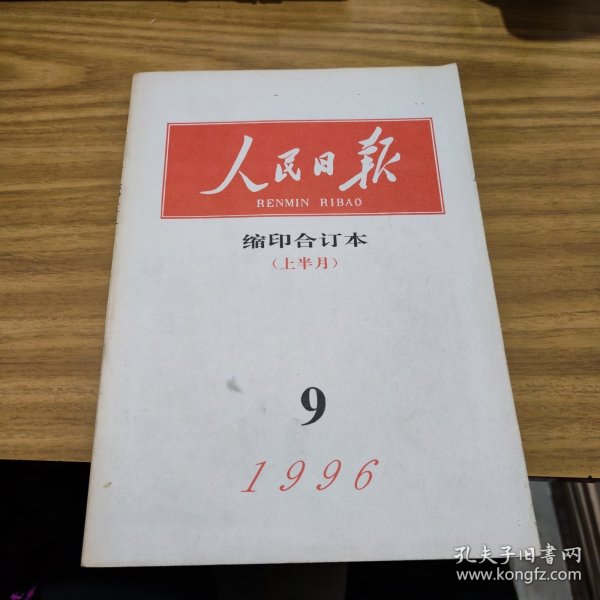 人民日报
RENMIN RIBAO
缩印合订本
(上半月)
9
1996
孔夫子旧书网
www.kongfz.com